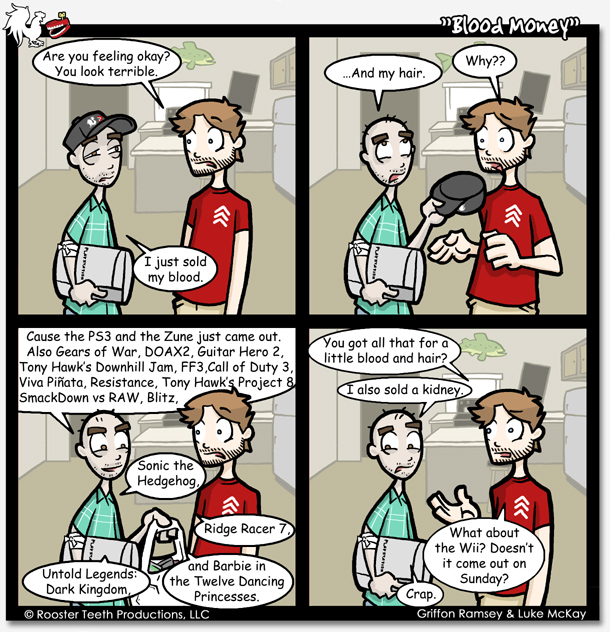 "Blood Money"
Are you feeling okay?
You look terrible.
I just sold
my blood.
...And my hair.
Why??
Cause the PS3 and the Zune just came out.
Also Gears of War, DOAX2, Guitar Hero 2,
Tony Hawk's Downhill Jam, FF3,Call of Duty 3,
Viva Piñata, Resistance, Tony Hawk's Project 8
SmackDown vs RAW, Blitz,
Sonic the
Hedgehog,
Ridge Racer 7,
Untold Legends:
Dark Kingdom,
and Barbie in
the Twelve Dancing
Princesses.
You got all that for a
little blood and hair?
I also sold a kidney.
What about
the Wii? Doesn't
it come out on
Sunday?
Crap.
© Rooster Teeth Productions, LLC
Griffon Ramsey & Luke McKay